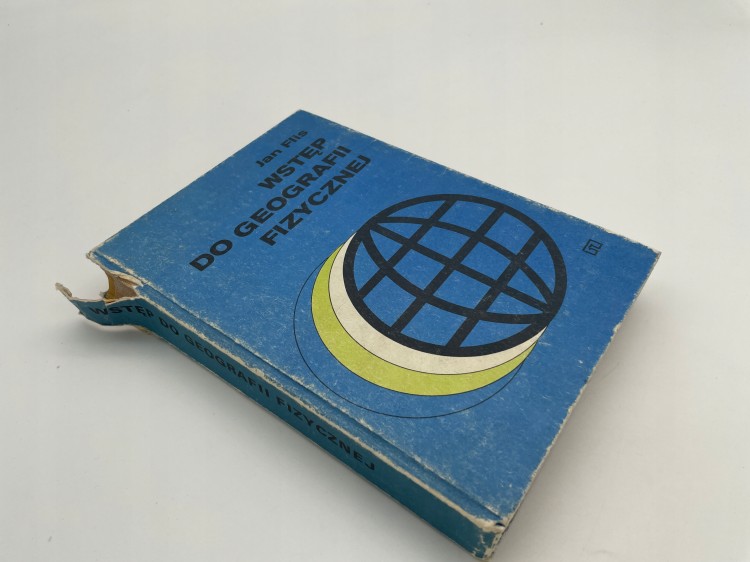 Jan Flis
WSTĘP
DO GEOGRAFII
FIZYCZNEJ
WSTĘP DO GEOGRAFII FIZYCZNEJ